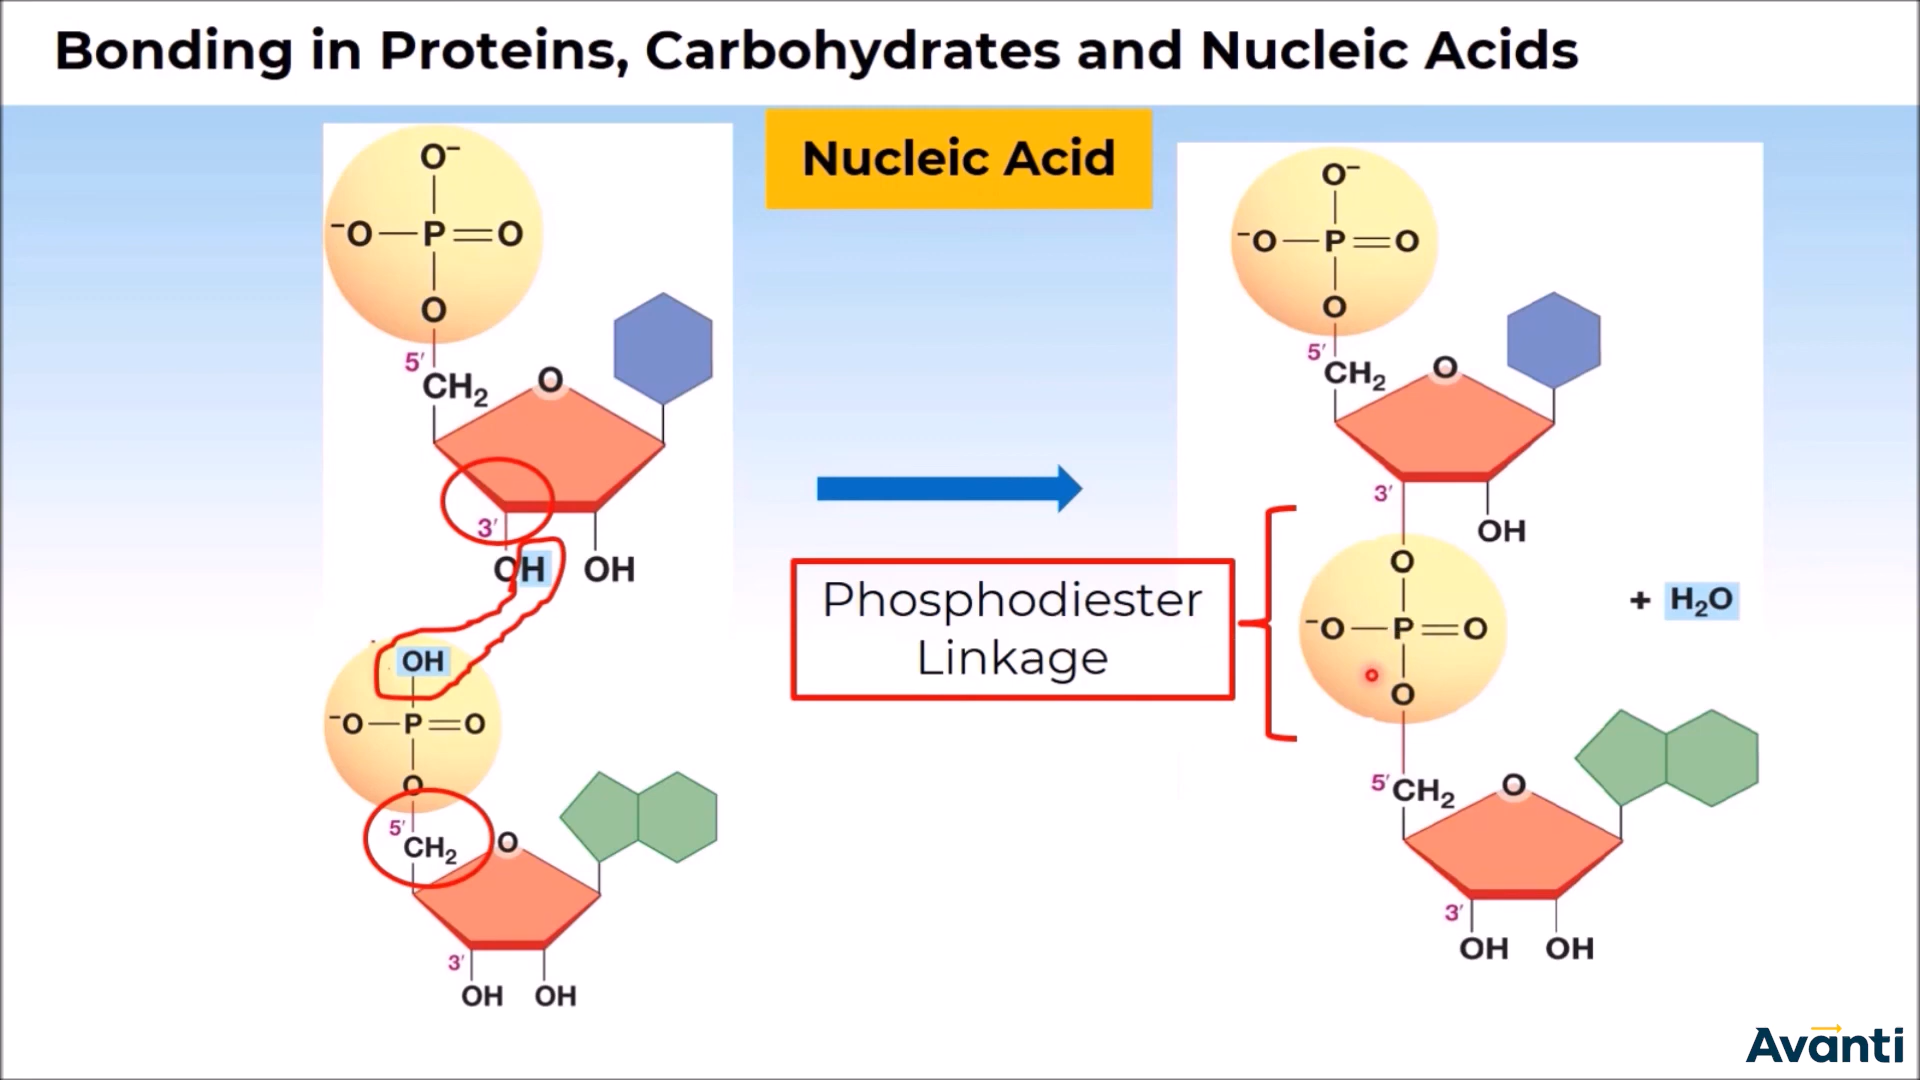 Bonding in Proteins, Carbohydrates and Nucleic Acids
Nucleic Acid
O⁻
⁻O—P=O
O
5′
CH₂
O
3′
OH
OH
OH
⁻O—P=O
O
5′
CH₂
O
3′
OH
OH
Phosphodiester
Linkage
O⁻
⁻O—P=O
O
5′
CH₂
O
3′
OH
O
⁻O—P=O
O
+ H₂O
5′
CH₂
O
3′
OH
OH
Avanti